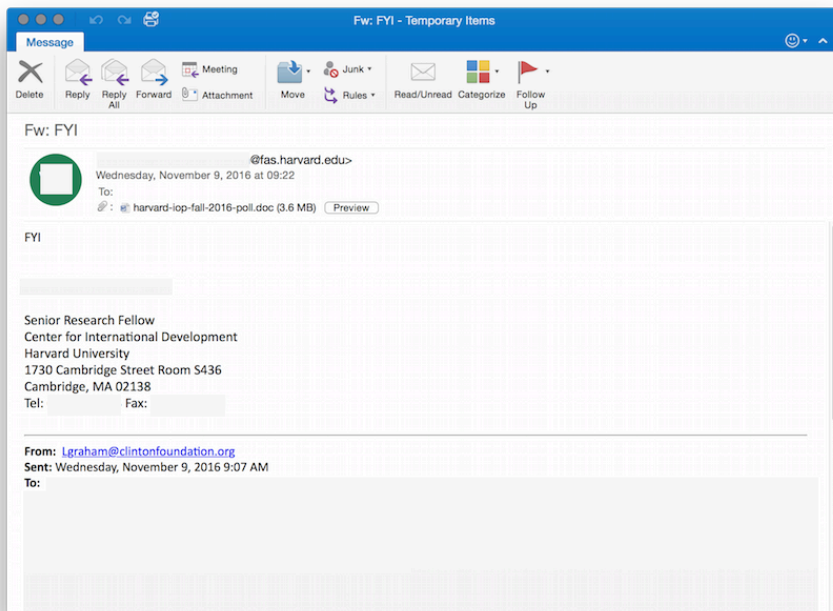 Fw: FYI - Temporary Items
Message
Delete
Reply
Reply All
Forward
Meeting
Attachment
Move
Junk
Rules
Read/Unread
Categorize
Follow Up
Fw: FYI
@fas.harvard.edu>
Wednesday, November 9, 2016 at 09:22
To:
: harvard-iop-fall-2016-poll.doc (3.6 MB) Preview
FYI
Senior Research Fellow
Center for International Development
Harvard University
1730 Cambridge Street Room S436
Cambridge, MA 02138
Tel: Fax:
From: Lgraham@clintonfoundation.org
Sent: Wednesday, November 9, 2016 9:07 AM
To: